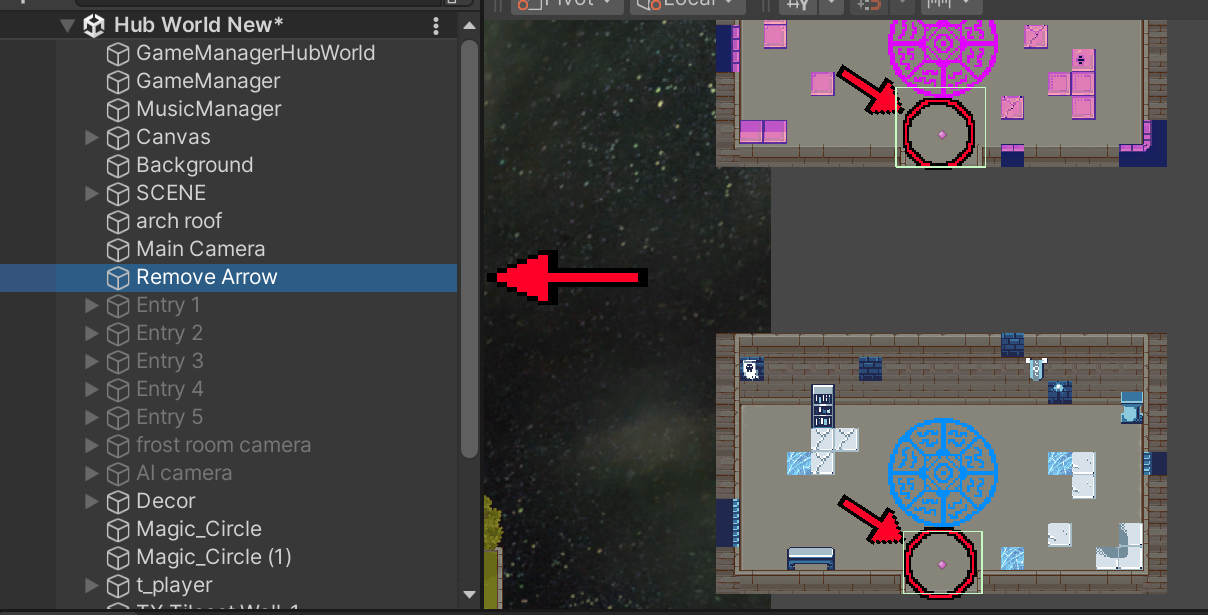 Pivot
Local
Hub World New*
GameManagerHubWorld
GameManager
MusicManager
Canvas
Background
SCENE
arch roof
Main Camera
Remove Arrow
Entry 1
Entry 2
Entry 3
Entry 4
Entry 5
frost room camera
AI camera
Decor
Magic_Circle
Magic_Circle (1)
t_player